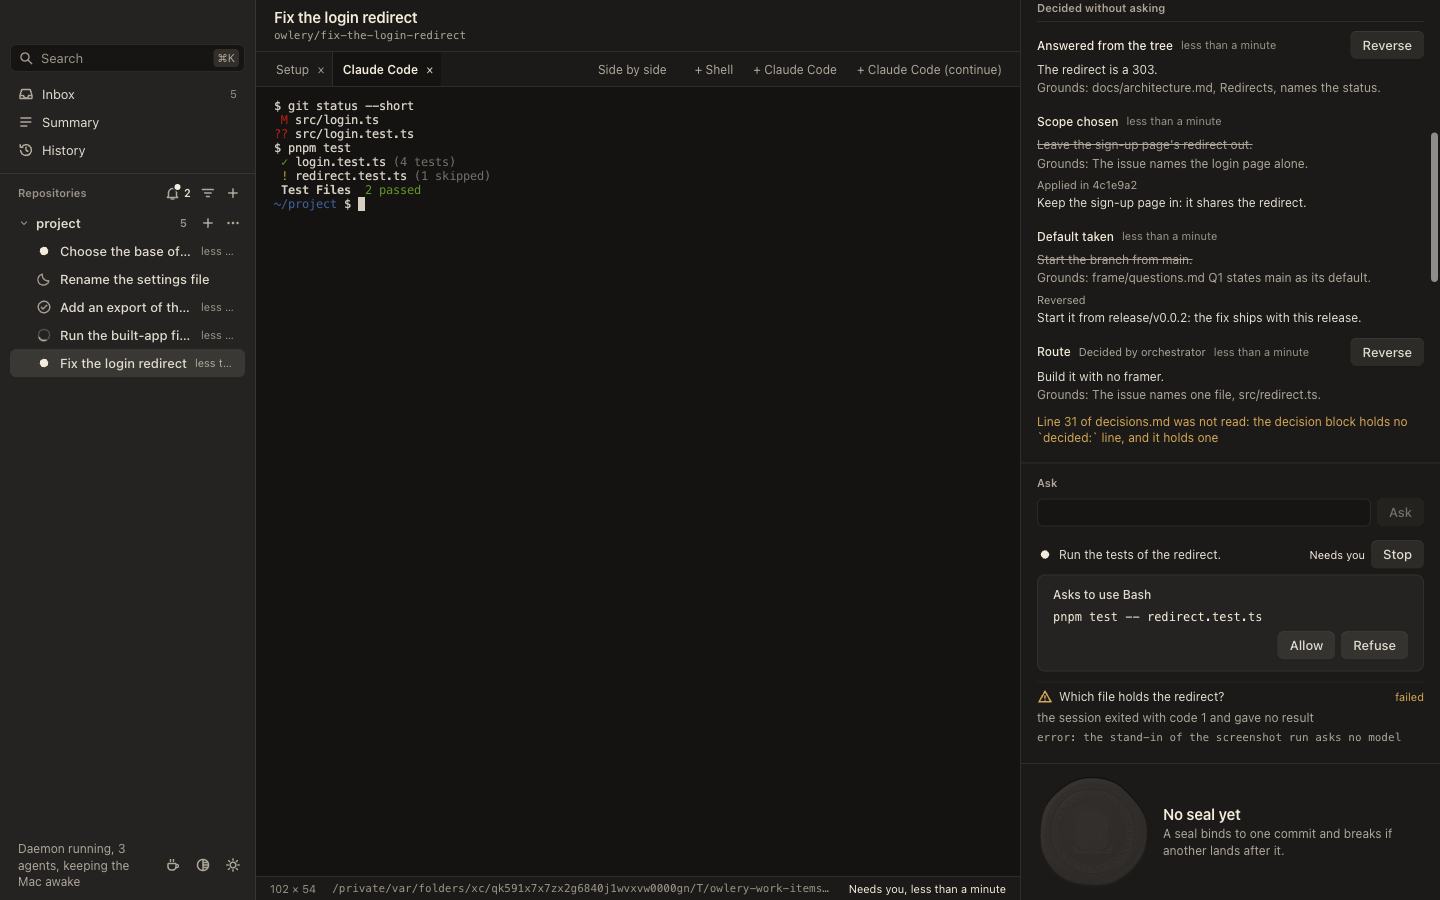 Search ⌘K
Inbox 5
Summary
History
Repositories 2
project 5
Choose the base of... less ...
Rename the settings file
Add an export of th... less ...
Run the built-app fi... less ...
Fix the login redirect less t...
Daemon running, 3
agents, keeping the
Mac awake
Fix the login redirect
owlery/fix-the-login-redirect
Setup × Claude Code × Side by side + Shell + Claude Code + Claude Code (continue)
$ git status --short
M src/login.ts
?? src/login.test.ts
$ pnpm test
✓ login.test.ts (4 tests)
! redirect.test.ts (1 skipped)
Test Files 2 passed
~/project $
102 × 54 /private/var/folders/xc/qk591x7x7zx2g6840j1wvxvw0000gn/T/owlery-work-items… Needs you, less than a minute
Decided without asking
Answered from the tree less than a minute Reverse
The redirect is a 303.
Grounds: docs/architecture.md, Redirects, names the status.
Scope chosen less than a minute
Leave the sign-up page's redirect out.
Grounds: The issue names the login page alone.
Applied in 4c1e9a2
Keep the sign-up page in: it shares the redirect.
Default taken less than a minute
Start the branch from main.
Grounds: frame/questions.md Q1 states main as its default.
Reversed
Start it from release/v0.0.2: the fix ships with this release.
Route Decided by orchestrator less than a minute Reverse
Build it with no framer.
Grounds: The issue names one file, src/redirect.ts.
Line 31 of decisions.md was not read: the decision block holds no
`decided:` line, and it holds one
Ask
Ask
Run the tests of the redirect. Needs you Stop
Asks to use Bash
pnpm test -- redirect.test.ts
Allow Refuse
Which file holds the redirect? failed
the session exited with code 1 and gave no result
error: the stand-in of the screenshot run asks no model
No seal yet
A seal binds to one commit and breaks if
another lands after it.